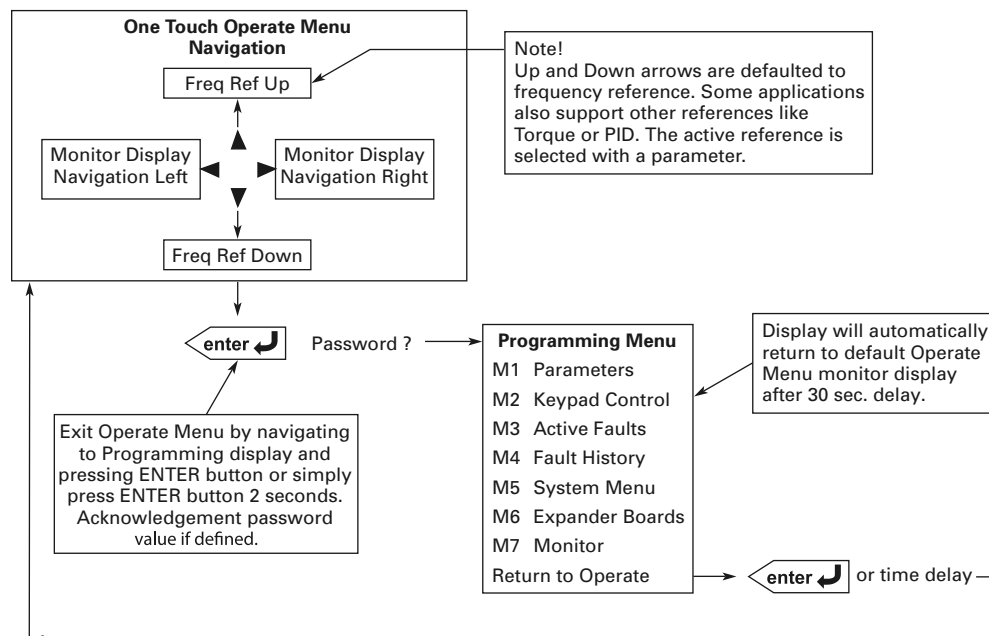 One Touch Operate Menu
Navigation
Freq Ref Up
Monitor Display
Navigation Left
Monitor Display
Navigation Right
Freq Ref Down
Note!
Up and Down arrows are defaulted to
frequency reference. Some applications
also support other references like
Torque or PID. The active reference is
selected with a parameter.
enter
Password ?
Exit Operate Menu by navigating
to Programming display and
pressing ENTER button or simply
press ENTER button 2 seconds.
Acknowledgement password
value if defined.
Programming Menu
M1 Parameters
M2 Keypad Control
M3 Active Faults
M4 Fault History
M5 System Menu
M6 Expander Boards
M7 Monitor
Return to Operate
Display will automatically
return to default Operate
Menu monitor display
after 30 sec. delay.
enter
or time delay